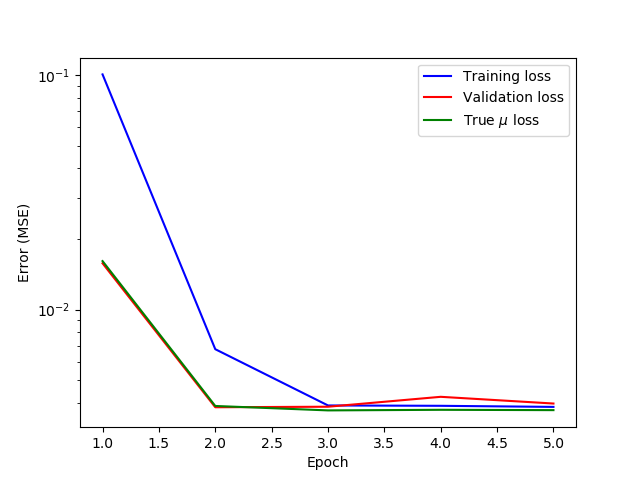 Training loss
Validation loss
True μ loss
10⁻¹
10⁻²
Error (MSE)
1.0 1.5 2.0 2.5 3.0 3.5 4.0 4.5 5.0
Epoch